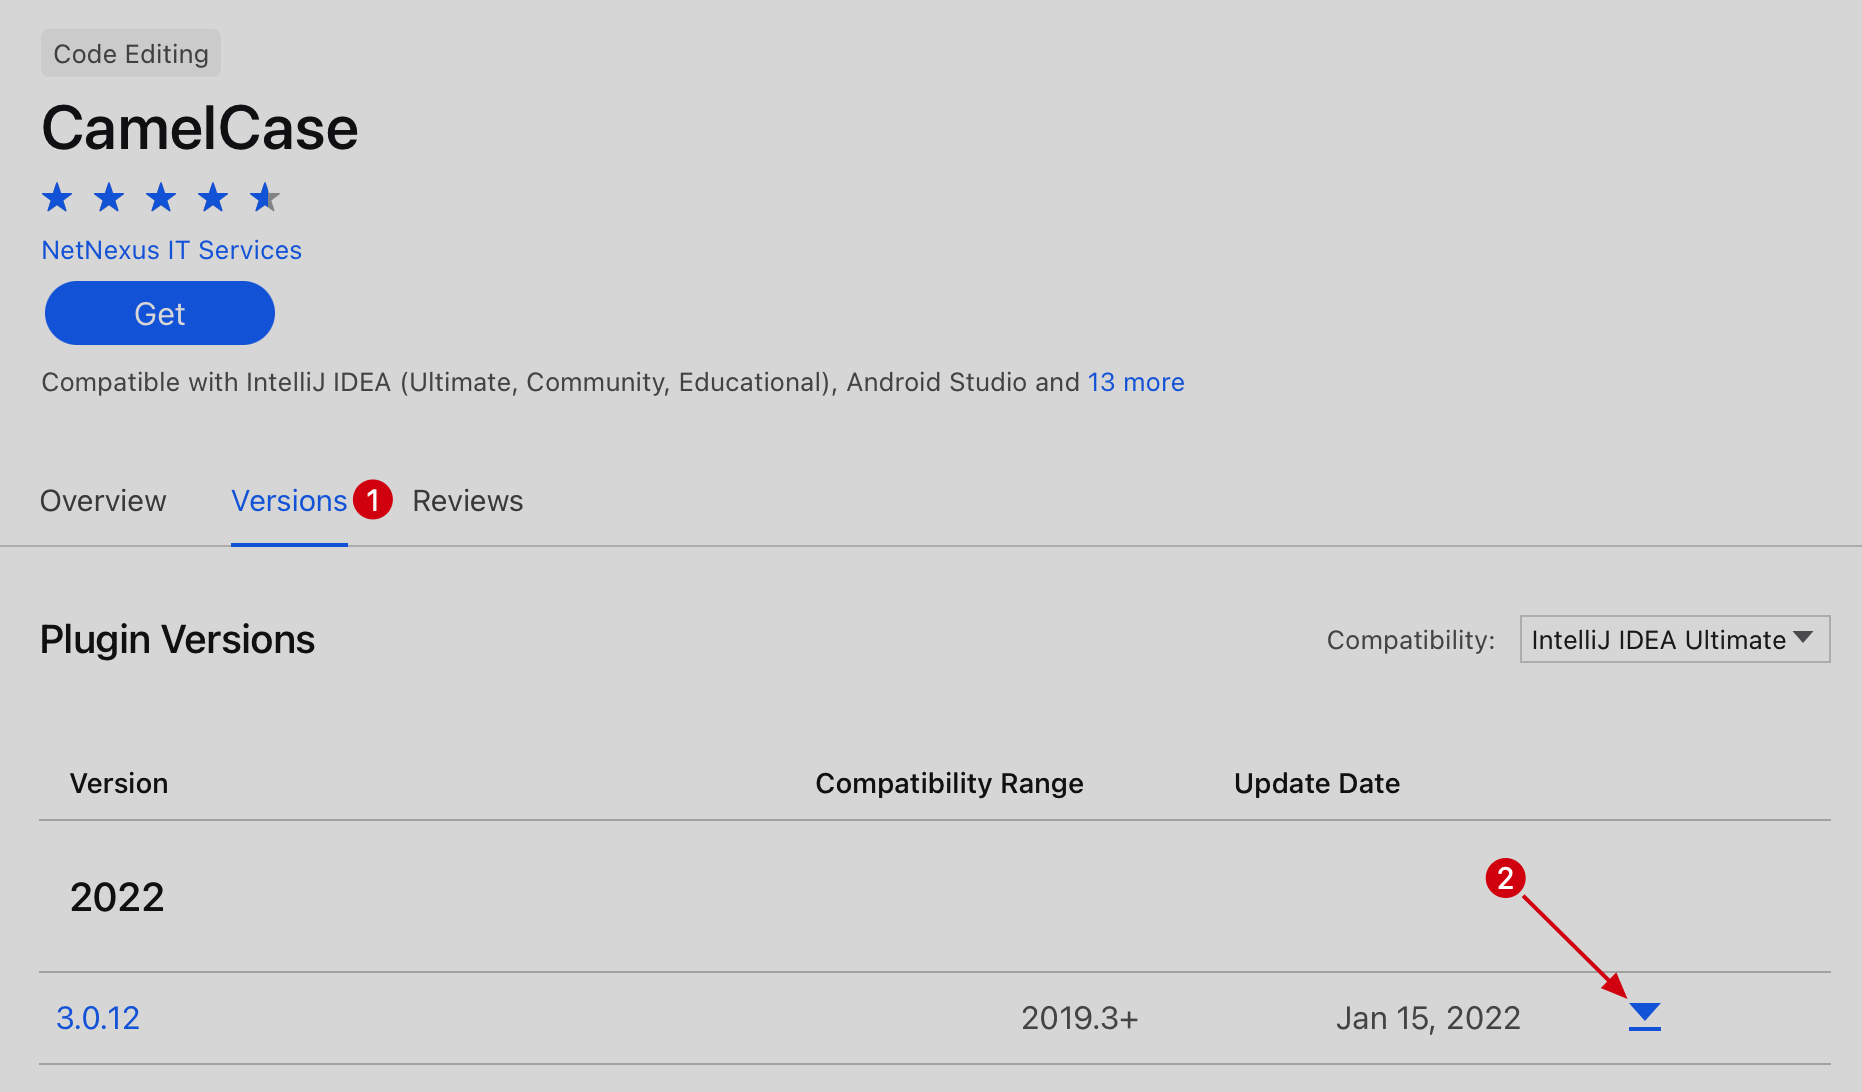 Code Editing
CamelCase
NetNexus IT Services
Get
Compatible with IntelliJ IDEA (Ultimate, Community, Educational), Android Studio and 13 more
Overview Versions 1 Reviews
Plugin Versions Compatibility: IntelliJ IDEA Ultimate
Version Compatibility Range Update Date
2022 2
3.0.12 2019.3+ Jan 15, 2022